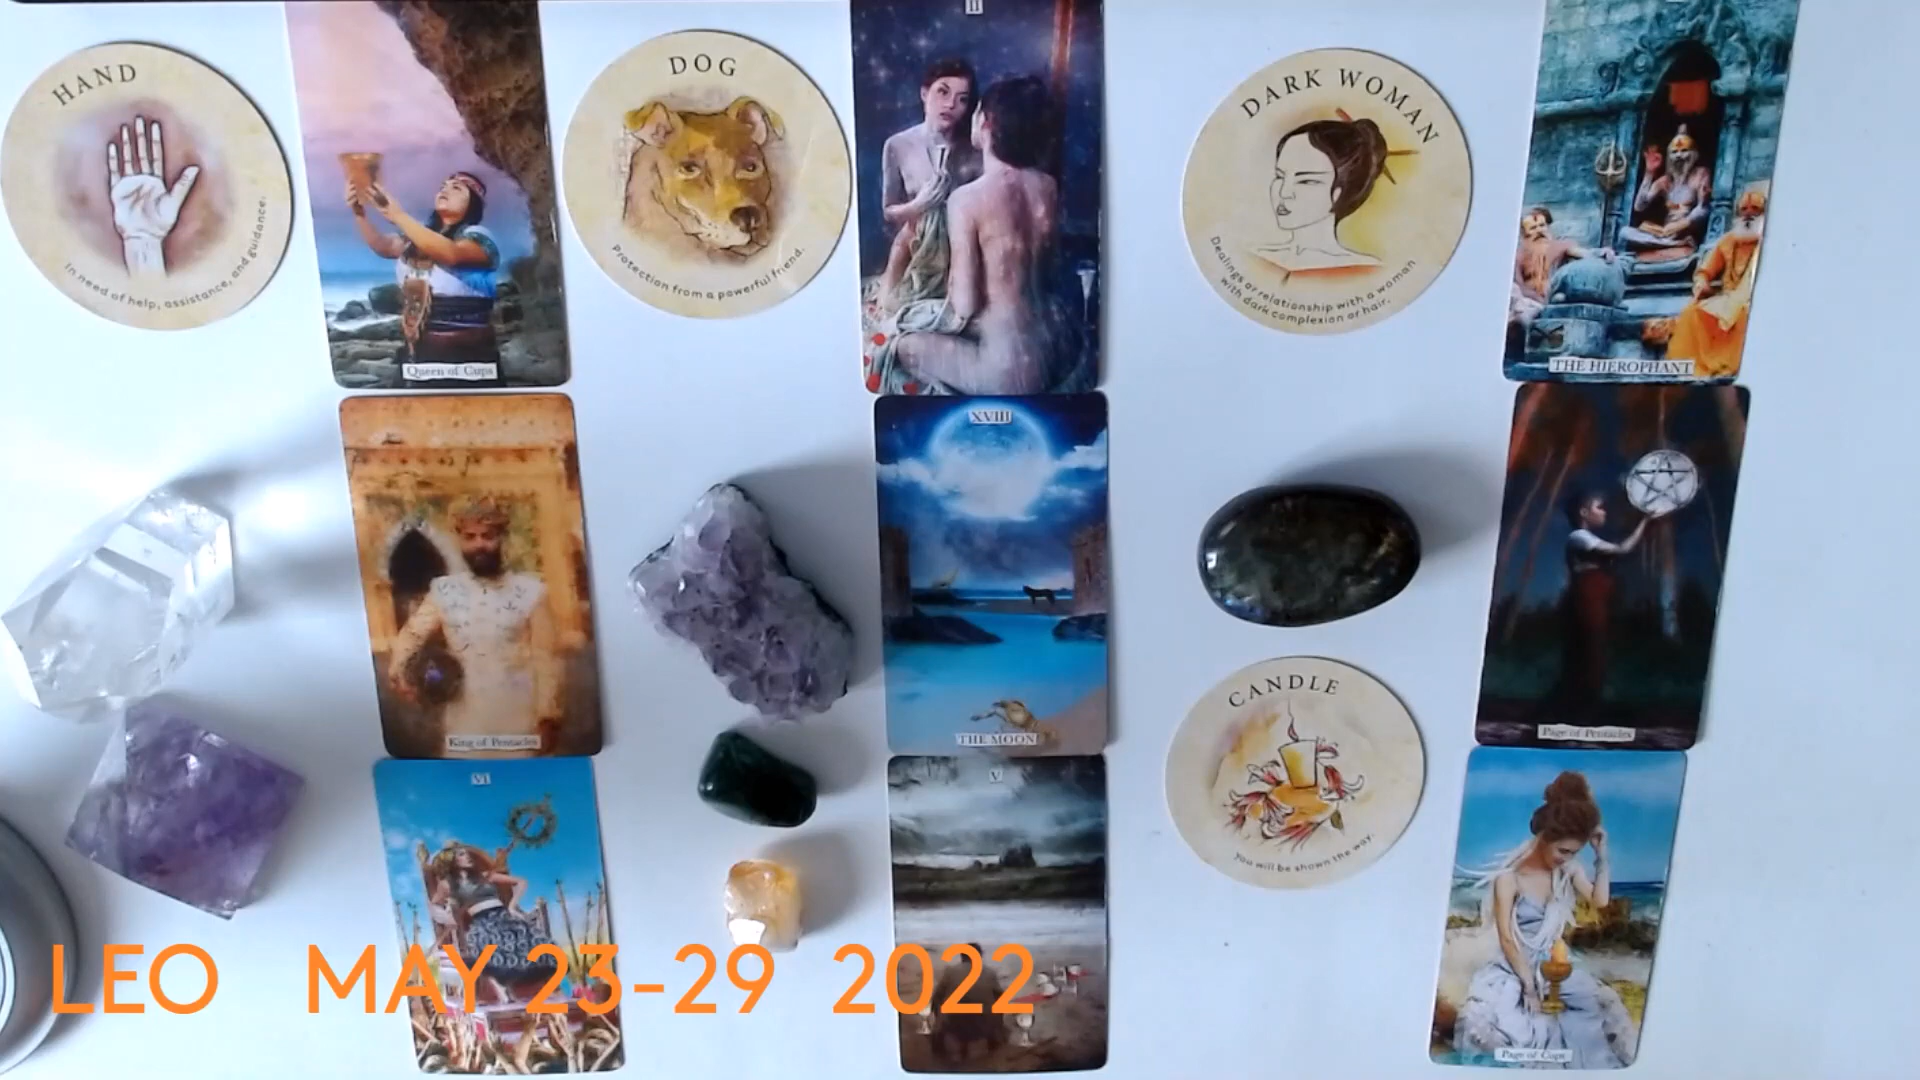 HAND
In need of help, assistance, and guidance.
Queen of Cups
DOG
Protection from a powerful friend.
II
DARK WOMAN
Dealings or relationship with a woman
with dark complexion or hair.
THE HIEROPHANT
King of Pentacles
XVIII
THE MOON
Page of Pentacles
VI
V
CANDLE
You will be shown the way.
Page of Cups
LEO MAY 23-29 2022